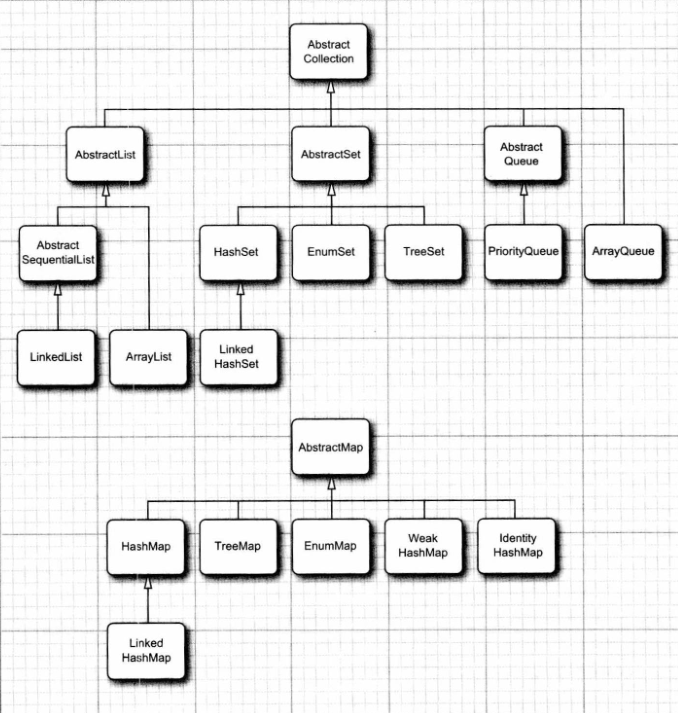 Abstract
Collection
AbstractList
AbstractSet
Abstract
Queue
Abstract
SequentialList
HashSet
EnumSet
TreeSet
PriorityQueue
ArrayQueue
LinkedList
ArrayList
Linked
HashSet
AbstractMap
HashMap
TreeMap
EnumMap
Weak
HashMap
Identity
HashMap
Linked
HashMap